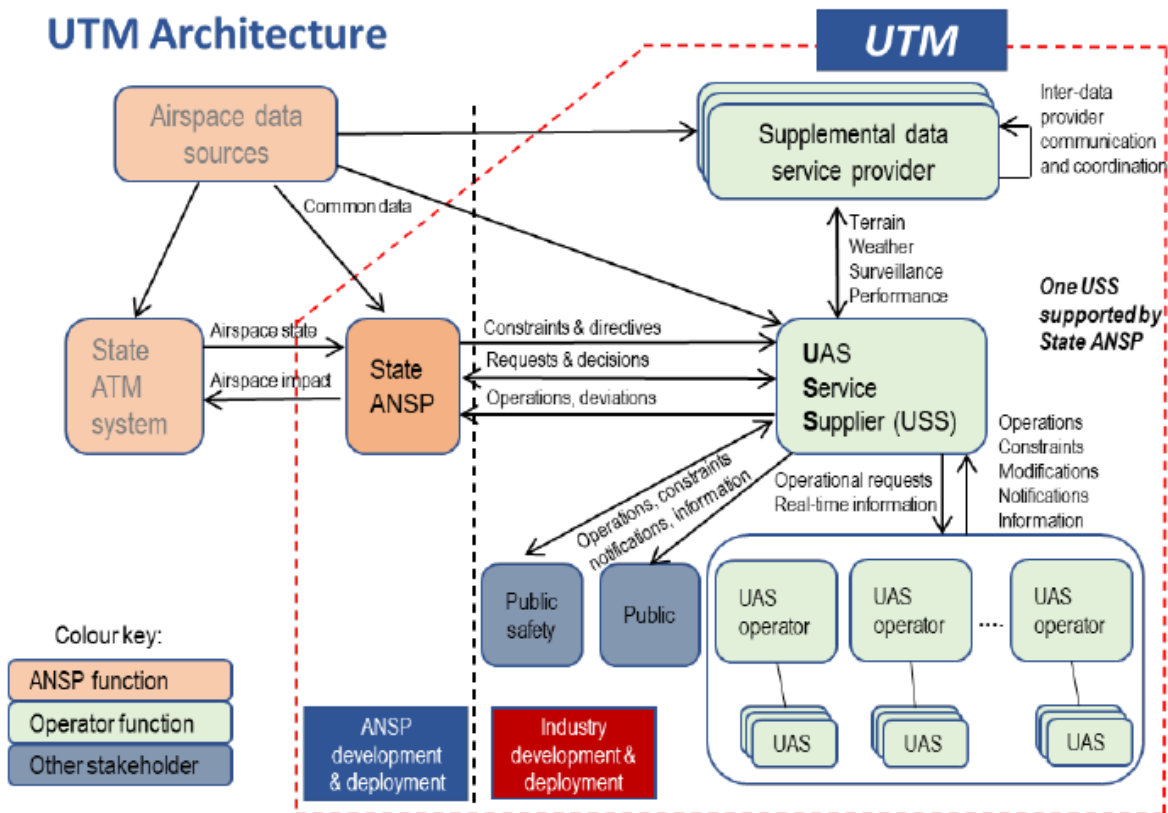 UTM Architecture
UTM
Airspace data
sources
Supplemental data
service provider
Inter-data
provider
communication
and coordination
Common data
Terrain
Weather
Surveillance
Performance
One USS
supported by
State ANSP
State
ATM
system
Airspace state
Airspace impact
State
ANSP
Constraints & directives
Requests & decisions
Operations, deviations
UAS
Service
Supplier (USS)
Operations, constraints
notifications, information
Operational requests
Real-time information
Operations
Constraints
Modifications
Notifications
Information
Public
safety
Public
UAS
operator
UAS
operator
....
UAS
operator
UAS
UAS
UAS
Colour key:
ANSP function
Operator function
Other stakeholder
ANSP
development
& deployment
Industry
development &
deployment